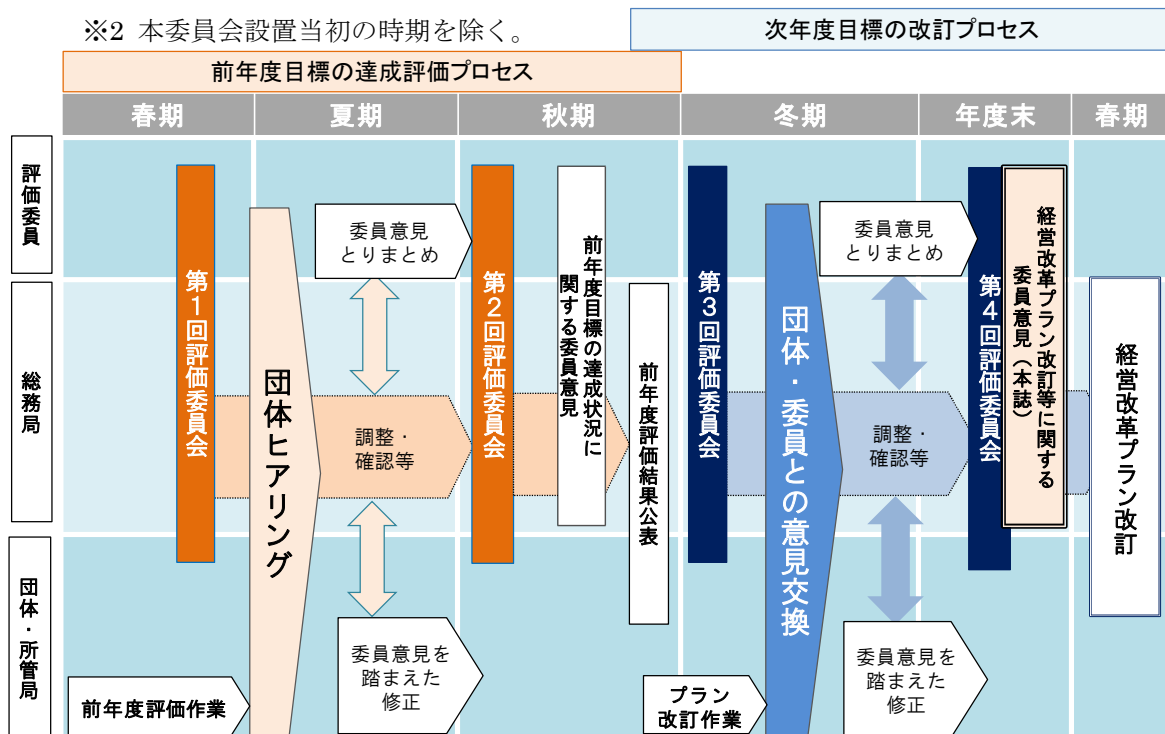 ※2 本委員会設置当初の時期を除く。
次年度目標の改訂プロセス
前年度目標の達成評価プロセス
春期
夏期
秋期
冬期
年度末
春期
評価委員
総務局
団体・所管局
第1回評価委員会
団体ヒアリング
委員意見
とりまとめ
調整・
確認等
委員意見を
踏まえた
修正
前年度評価作業
第2回評価委員会
前年度目標の達成状況に
関する委員意見
前年度評価結果公表
第3回評価委員会
プラン
改訂作業
団体・委員との意見交換
委員意見
とりまとめ
調整・
確認等
委員意見を
踏まえた
修正
第4回評価委員会
経営改革プラン改訂等に関する
委員意見（本誌）
経営改革プラン改訂